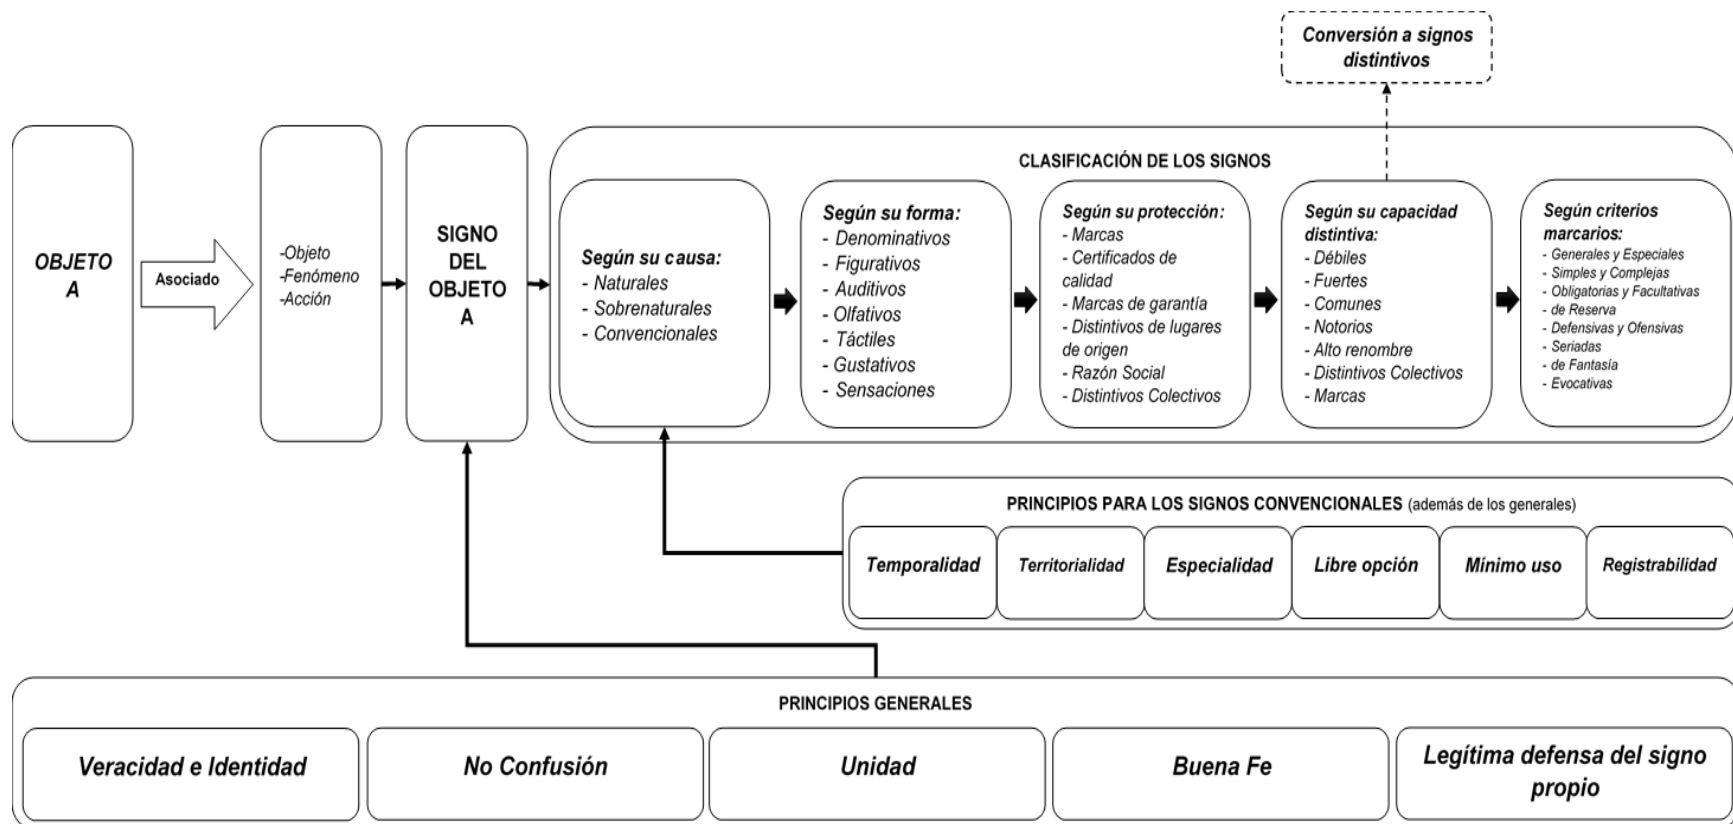 Conversión a signos
distintivos
CLASIFICACIÓN DE LOS SIGNOS
OBJETO
A
Asociado
-Objeto
-Fenómeno
-Acción
SIGNO
DEL
OBJETO
A
Según su causa:
- Naturales
- Sobrenaturales
- Convencionales
Según su forma:
- Denominativos
- Figurativos
- Auditivos
- Olfativos
- Táctiles
- Gustativos
- Sensaciones
Según su protección:
- Marcas
- Certificados de
calidad
- Marcas de garantía
- Distintivos de lugares
de origen
- Razón Social
- Distintivos Colectivos
Según su capacidad
distintiva:
- Débiles
- Fuertes
- Comunes
- Notorios
- Alto renombre
- Distintivos Colectivos
- Marcas
Según criterios
marcarios:
- Generales y Especiales
- Simples y Complejas
- Obligatorias y Facultativas
- de Reserva
- Defensivas y Ofensivas
- Seriadas
- de Fantasía
- Evocativas
PRINCIPIOS PARA LOS SIGNOS CONVENCIONALES (además de los generales)
Temporalidad
Territorialidad
Especialidad
Libre opción
Mínimo uso
Registrabilidad
PRINCIPIOS GENERALES
Veracidad e Identidad
No Confusión
Unidad
Buena Fe
Legítima defensa del signo
propio